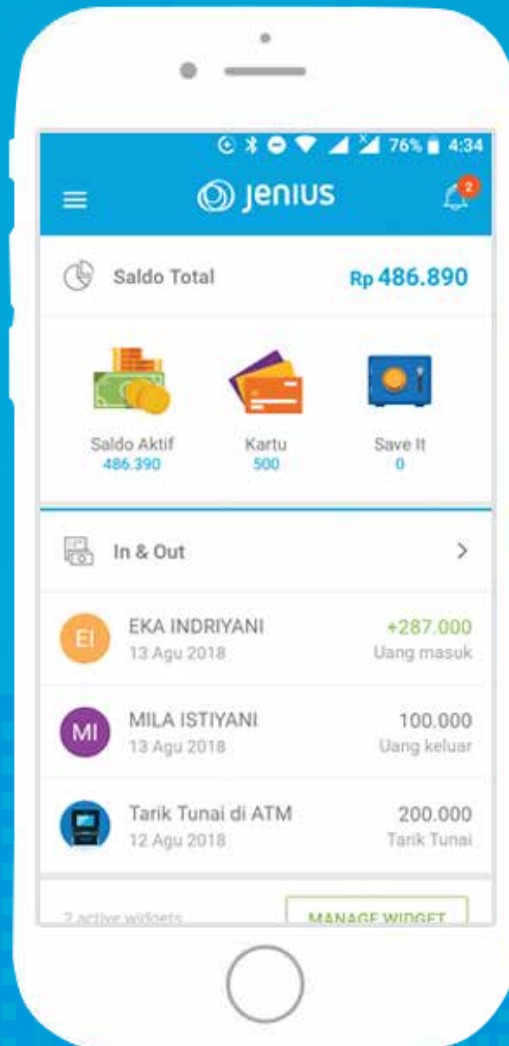 76% 4:34
jenius
2
Saldo Total Rp 486.890
Saldo Aktif Kartu Save It
486.390 500 0
In & Out
EI EKA INDRIYANI +287.000
13 Agu 2018 Uang masuk
MI MILA ISTIYANI 100.000
13 Agu 2018 Uang keluar
Tarik Tunai di ATM 200.000
12 Agu 2018 Tarik Tunai
2 active widgets MANAGE WIDGET